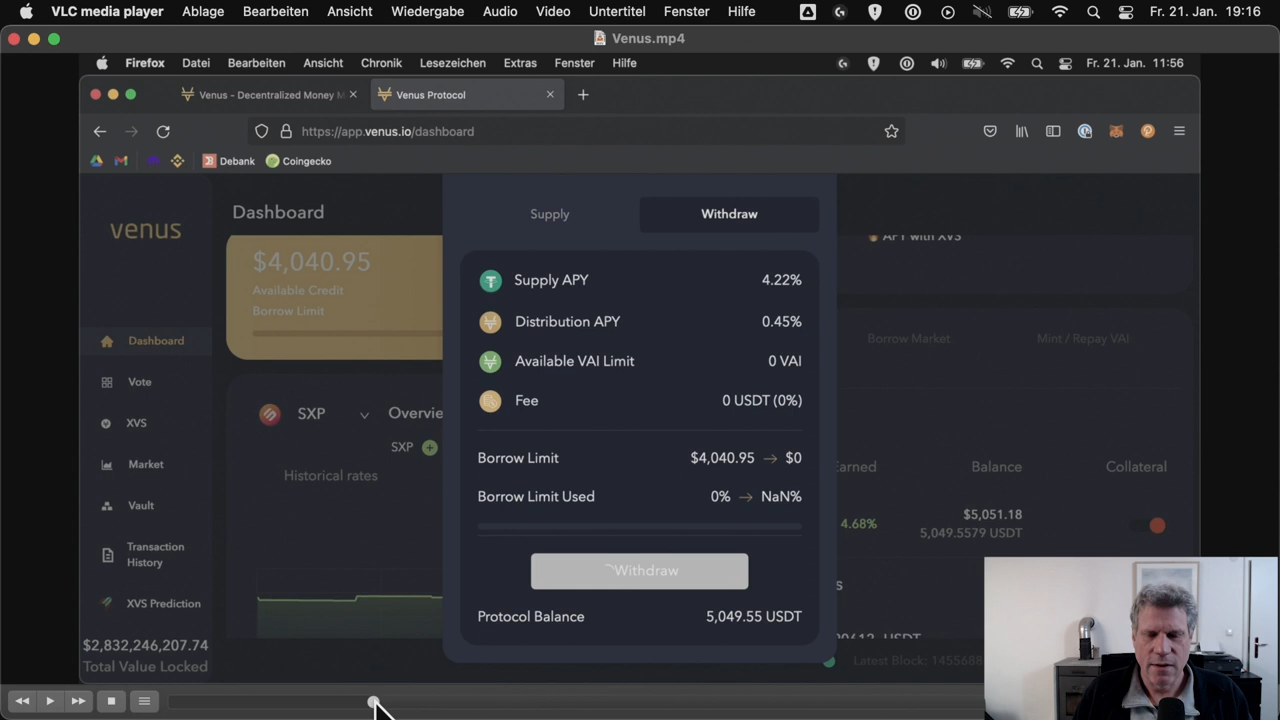 VLC media player Ablage Bearbeiten Ansicht Wiedergabe Audio Video Untertitel Fenster Hilfe Fr. 21. Jan. 19:16
Venus.mp4
Firefox Datei Bearbeiten Ansicht Chronik Lesezeichen Extras Fenster Hilfe Fr. 21. Jan. 11:56
Venus – Decentralized Money M
Venus Protocol
https://app.venus.io/dashboard
Debank Coingecko
venus
Dashboard
$4,040.95
Available Credit
Borrow Limit
Supply Withdraw
APY with XVS
Supply APY 4.22%
Distribution APY 0.45%
Available VAI Limit 0 VAI
Fee 0 USDT (0%)
Borrow Limit $4,040.95 → $0
Borrow Limit Used 0% → NaN%
Withdraw
Protocol Balance 5,049.55 USDT
Dashboard
Vote
XVS
Market
Vault
Transaction
History
XVS Prediction
$2,832,246,207.74
Total Value Locked
SXP Overvie
SXP
Historical rates
Borrow Market Mint / Repay VAI
Earned Balance Collateral
4.68% $5,051.18
5,049.5579 USDT
USDT
Latest Block: 1455688